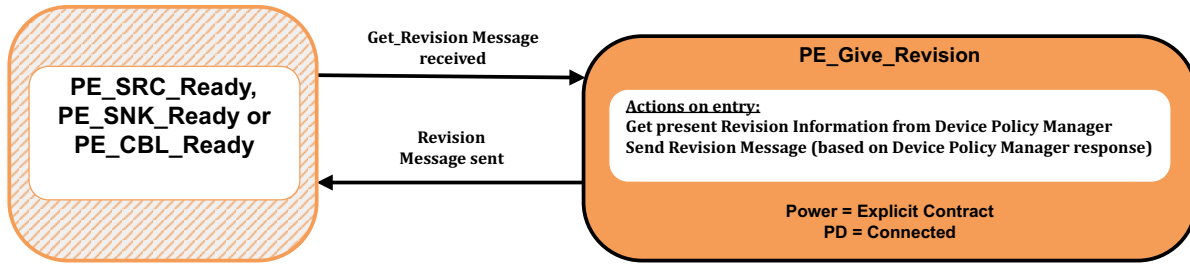 PE_SRC_Ready,
PE_SNK_Ready or
PE_CBL_Ready
Get_Revision Message
received
Revision
Message sent
PE_Give_Revision
Actions on entry:
Get present Revision Information from Device Policy Manager
Send Revision Message (based on Device Policy Manager response)
Power = Explicit Contract
PD = Connected